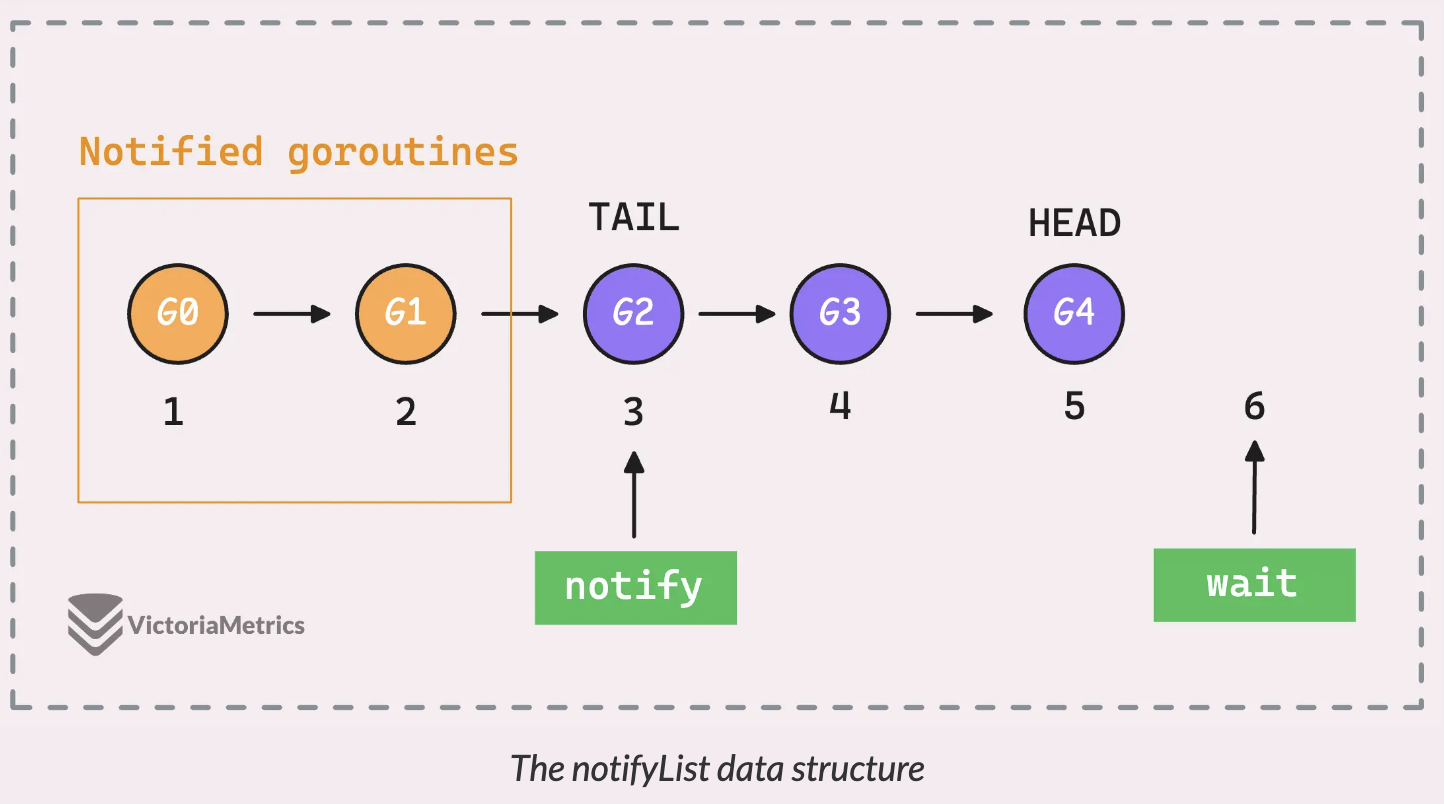 Notified goroutines
TAIL
HEAD
G0
G1
G2
G3
G4
1
2
3
4
5
6
notify
wait
VictoriaMetrics
The notifyList data structure